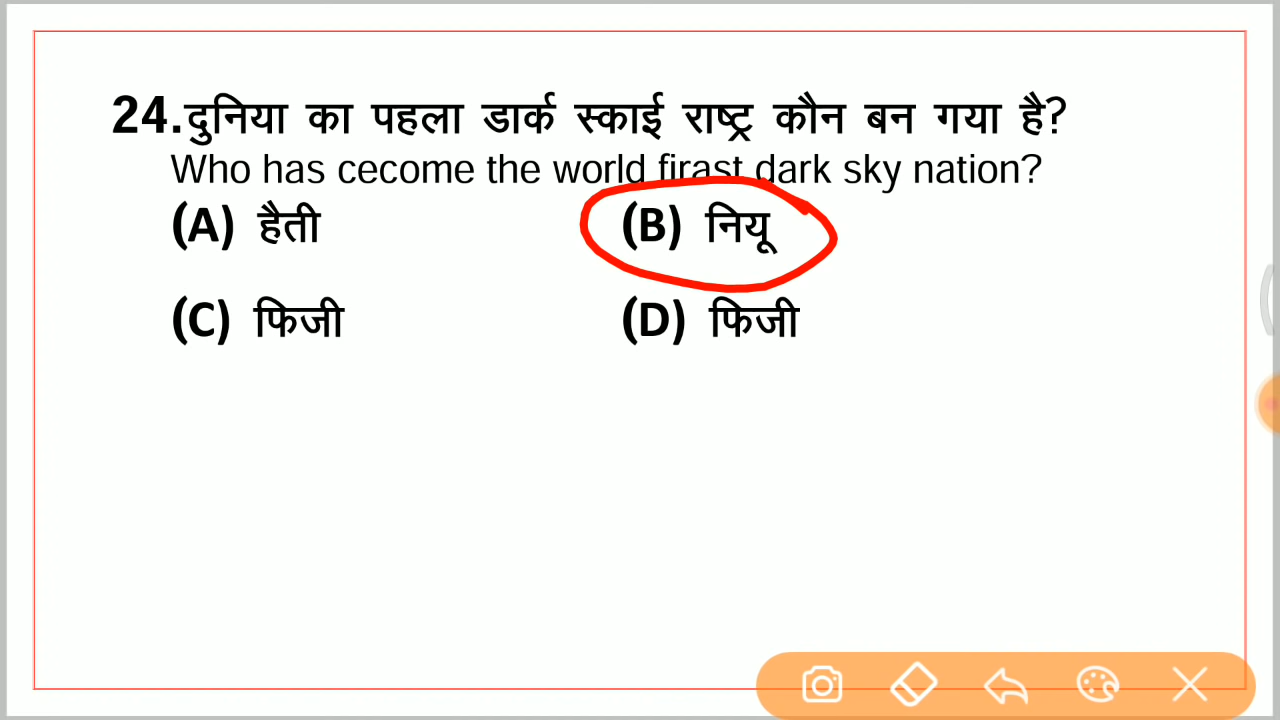 24.दुनिया का पहला डार्क स्काई राष्ट्र कौन बन गया है?
Who has cecome the world firast dark sky nation?
(A) हैती (B) नियू
(C) फिजी (D) फिजी